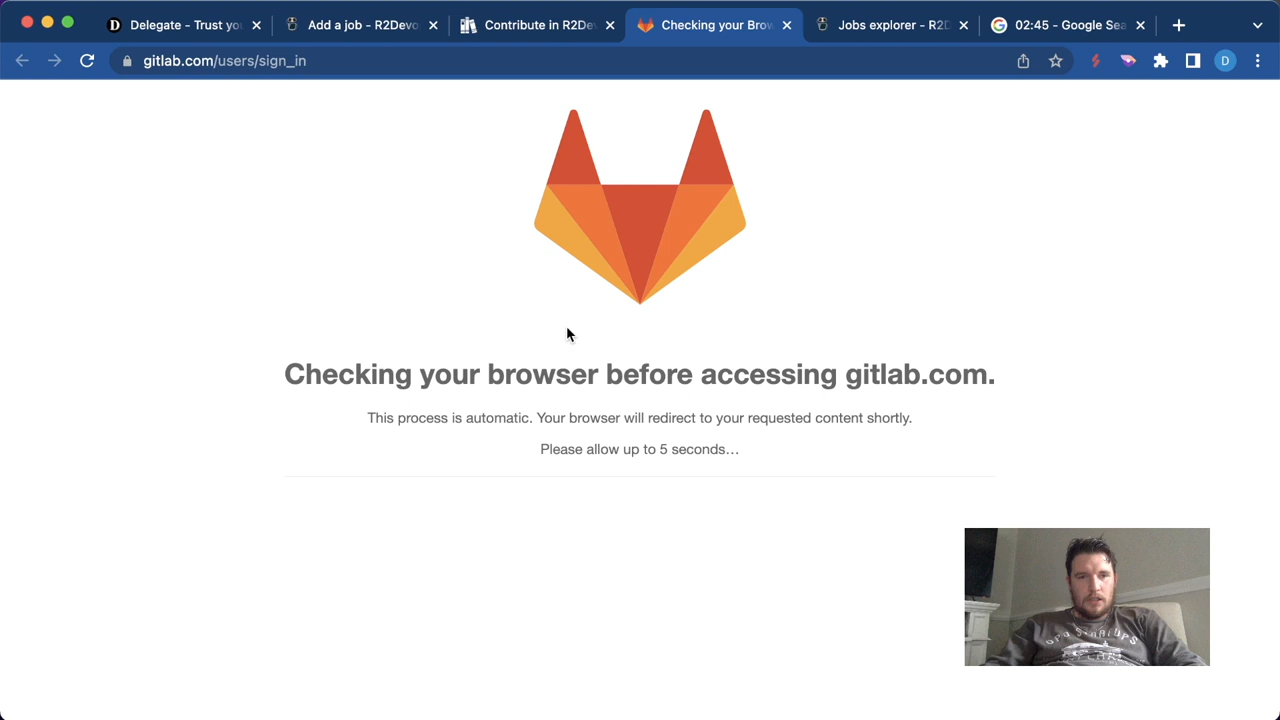 Delegate - Trust yo
Add a job - R2Devo
Contribute in R2De
Checking your Brow
Jobs explorer - R2D
02:45 - Google Sea
gitlab.com/users/sign_in
D
Checking your browser before accessing gitlab.com.
This process is automatic. Your browser will redirect to your requested content shortly.
Please allow up to 5 seconds…